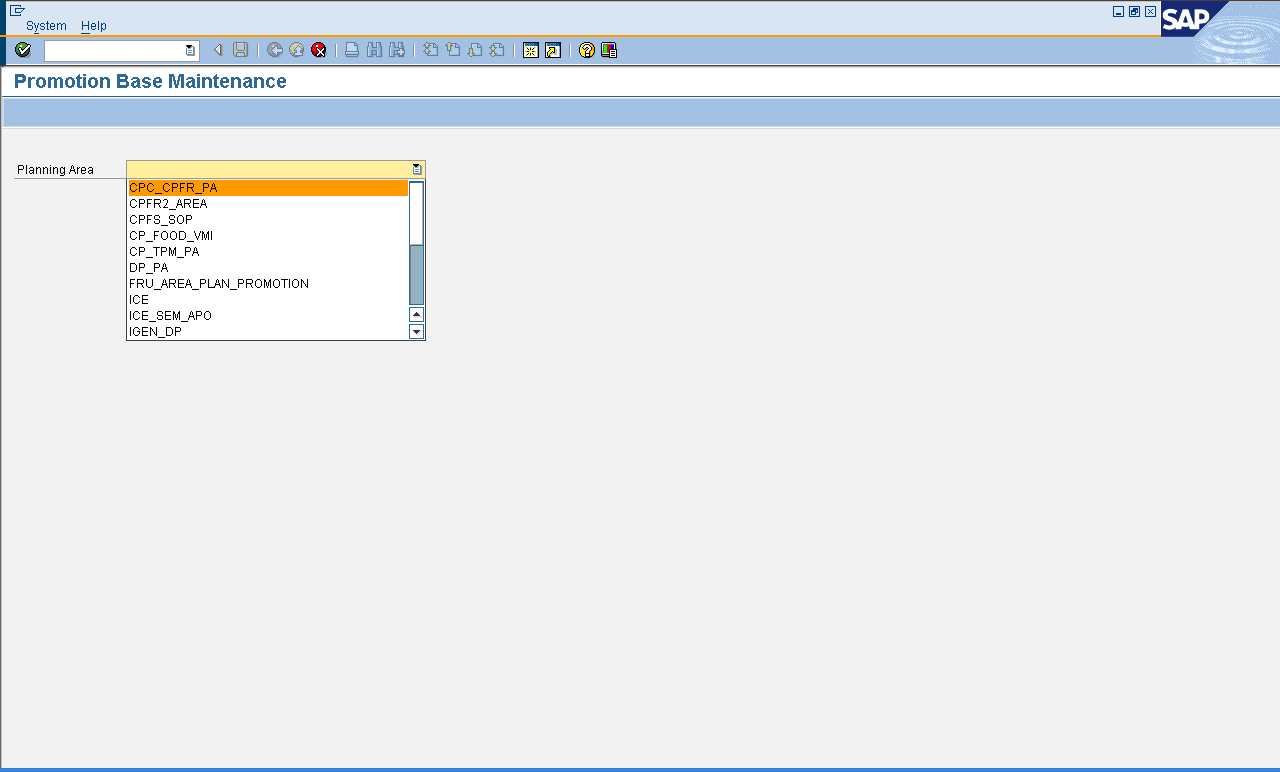 System Help
SAP
Promotion Base Maintenance
Planning Area
CPC_CPFR_PA
CPFR2_AREA
CPFS_SOP
CP_FOOD_VMI
CP_TPM_PA
DP_PA
FRU_AREA_PLAN_PROMOTION
ICE
ICE_SEM_APO
IGEN_DP